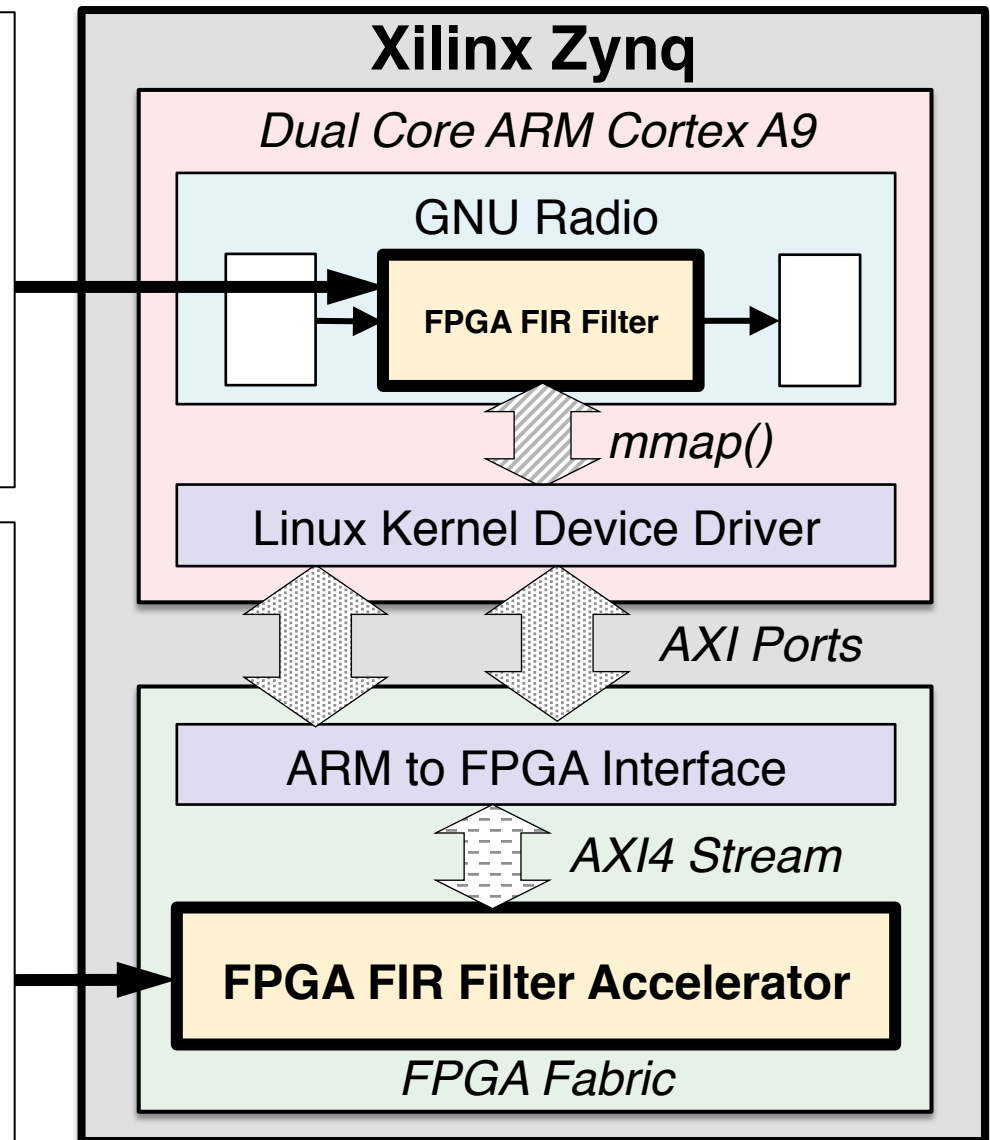 Xilinx Zynq
Dual Core ARM Cortex A9
GNU Radio
FPGA FIR Filter
mmap()
Linux Kernel Device Driver
AXI Ports
ARM to FPGA Interface
AXI4 Stream
FPGA FIR Filter Accelerator
FPGA Fabric